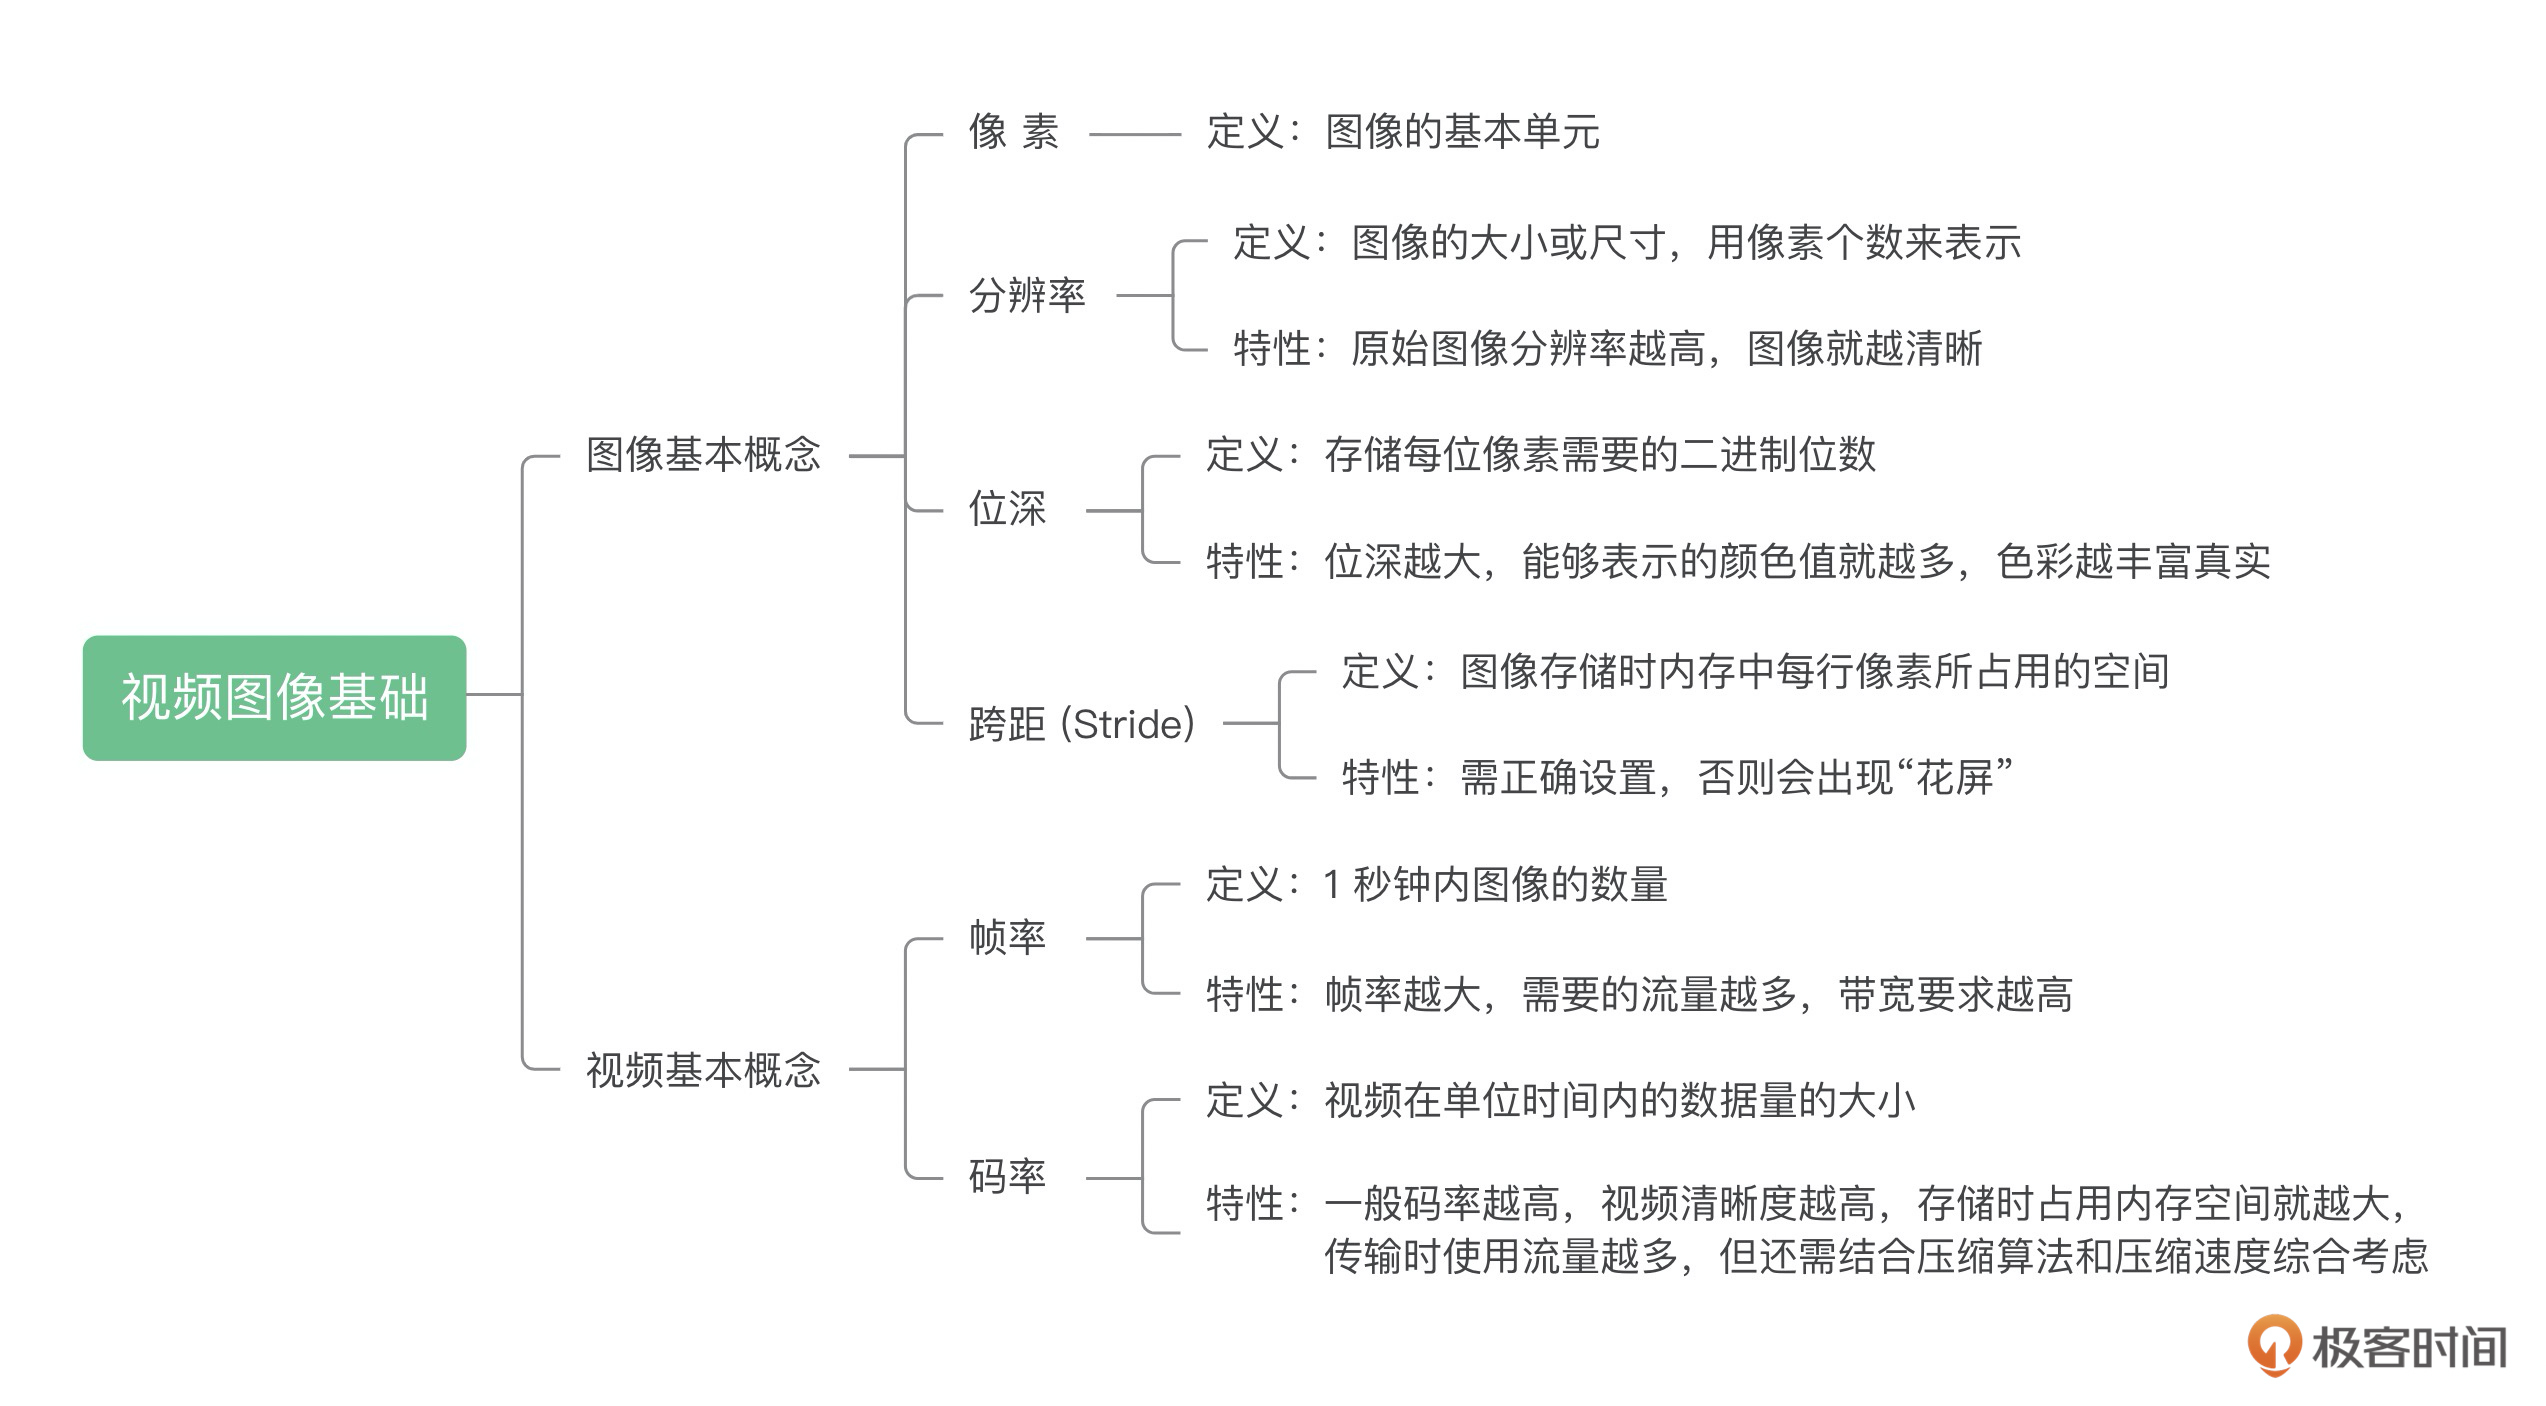 视频图像基础
图像基本概念
像 素
定义：图像的基本单元
分辨率
定义：图像的大小或尺寸，用像素个数来表示
特性：原始图像分辨率越高，图像就越清晰
位深
定义：存储每位像素需要的二进制位数
特性：位深越大，能够表示的颜色值就越多，色彩越丰富真实
跨距 (Stride)
定义：图像存储时内存中每行像素所占用的空间
特性：需正确设置，否则会出现“花屏”
视频基本概念
帧率
定义：1 秒钟内图像的数量
特性：帧率越大，需要的流量越多，带宽要求越高
码率
定义：视频在单位时间内的数据量的大小
特性：一般码率越高，视频清晰度越高，存储时占用内存空间就越大，
传输时使用流量越多，但还需结合压缩算法和压缩速度综合考虑
极客时间